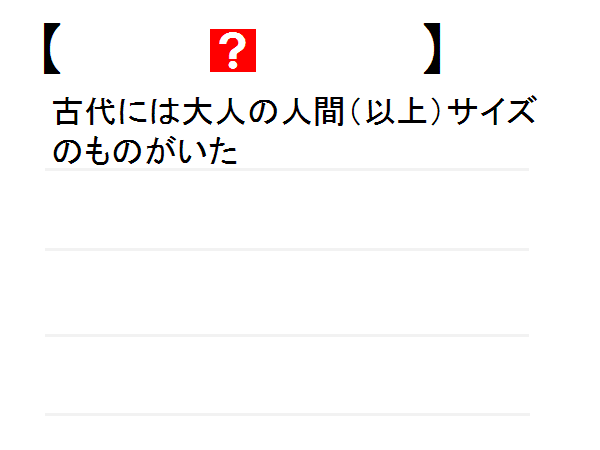 【 ? 】
古代には大人の人間（以上）サイズ
のものがいた